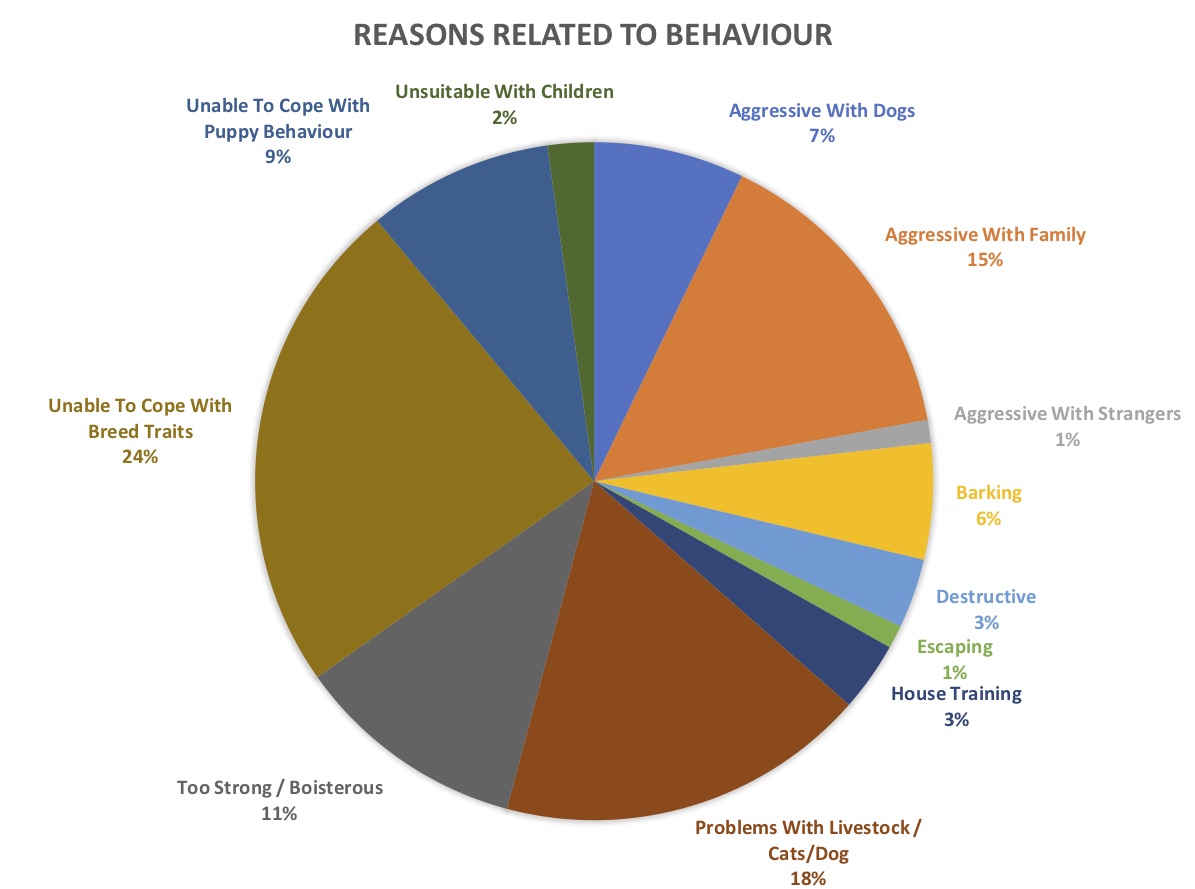 REASONS RELATED TO BEHAVIOUR
Unsuitable With Children
2%
Unable To Cope With
Puppy Behaviour
9%
Aggressive With Dogs
7%
Aggressive With Family
15%
Aggressive With Strangers
1%
Barking
6%
Destructive
3%
Escaping
1%
House Training
3%
Problems With Livestock /
Cats/Dog
18%
Too Strong / Boisterous
11%
Unable To Cope With
Breed Traits
24%